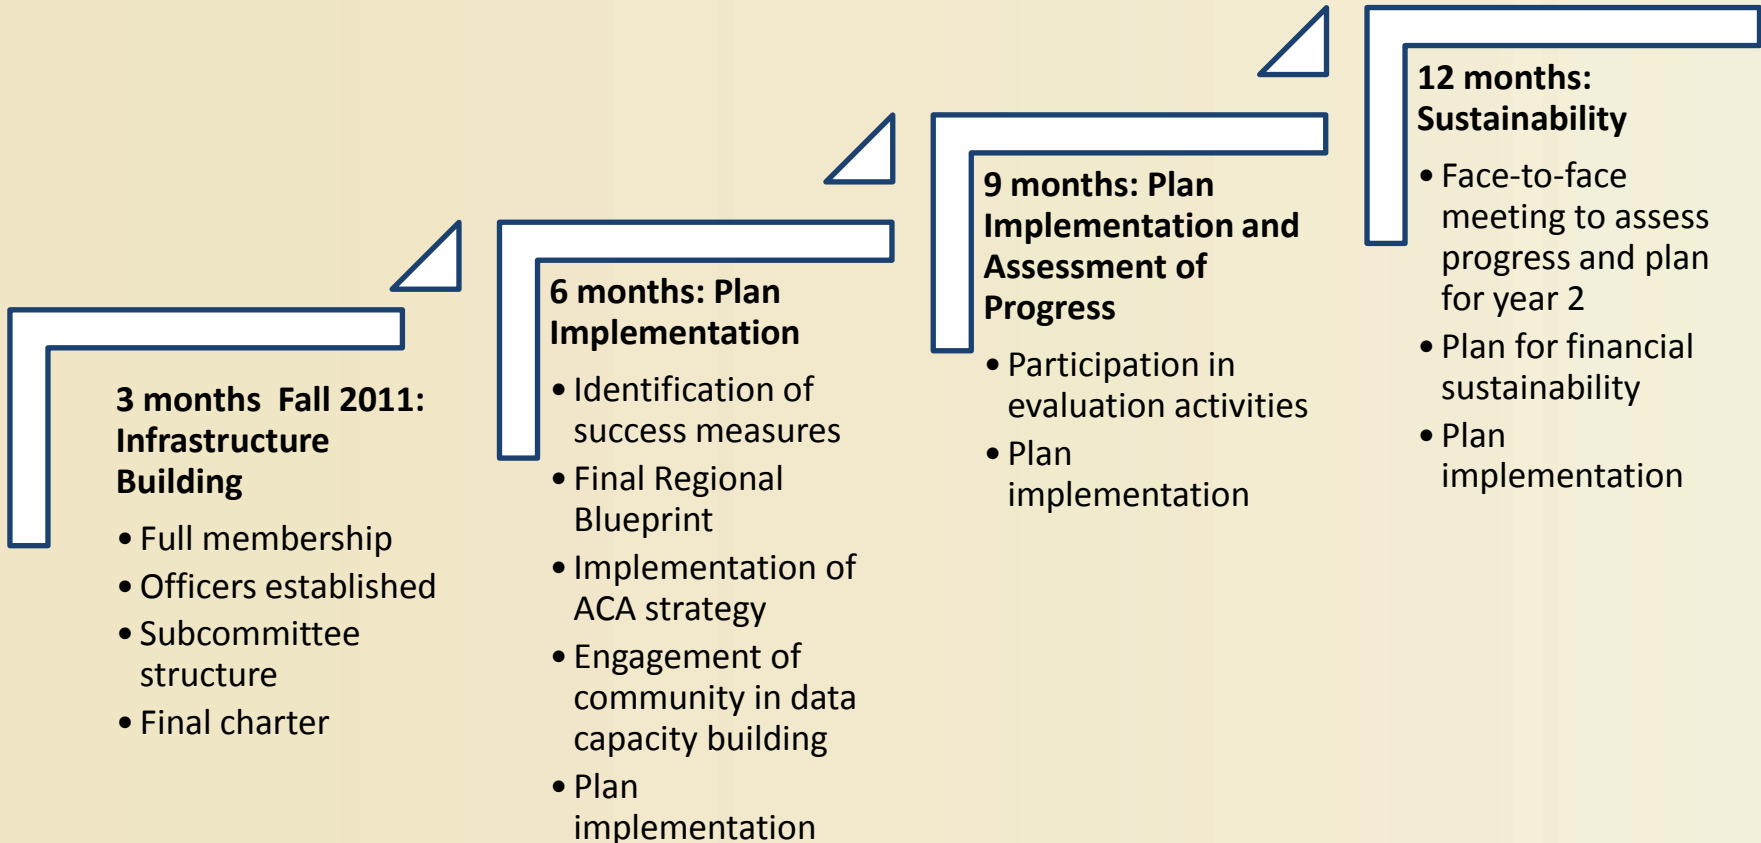 3 months  Fall 2011:
Infrastructure
Building
• Full membership
• Officers established
• Subcommittee
structure
• Final charter
6 months: Plan
Implementation
• Identification of
success measures
• Final Regional
Blueprint
• Implementation of
ACA strategy
• Engagement of
community in data
capacity building
• Plan
implementation
9 months: Plan
Implementation and
Assessment of
Progress
• Participation in
evaluation activities
• Plan
implementation
12 months:
Sustainability
• Face-to-face
meeting to assess
progress and plan
for year 2
• Plan for financial
sustainability
• Plan
implementation